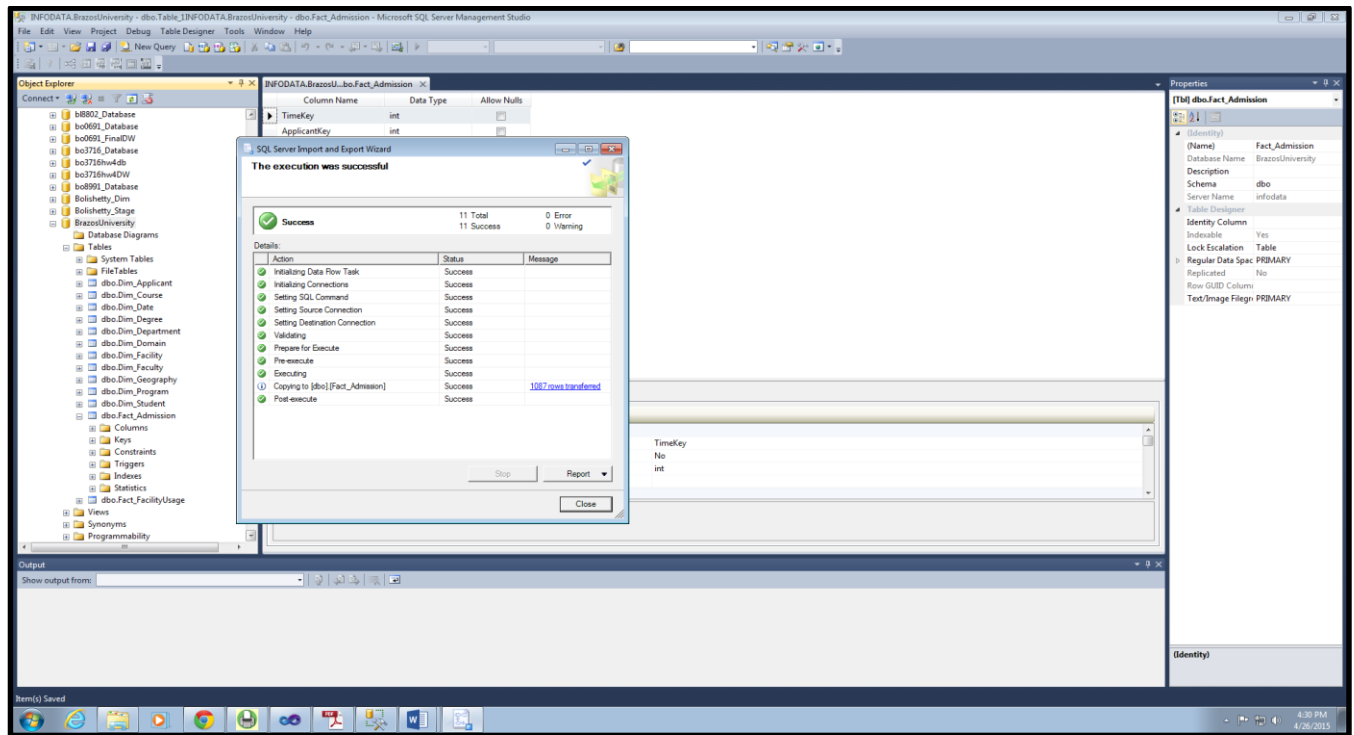 INFODATA.BrazosUniversity - dbo.Table_1INFODATA.BrazosUniversity - dbo.Fact_Admission - Microsoft SQL Server Management Studio
File Edit View Project Debug Table Designer Tools Window Help
New Query
Object Explorer
Connect
bl8802_Database
bo0691_Database
bo0691_FinalDW
bo3716_Database
bo3716hw4db
bo3716hw4DW
bo8991_Database
Bolishetty_Dim
Bolishetty_Stage
BrazosUniversity
Database Diagrams
Tables
System Tables
FileTables
dbo.Dim_Applicant
dbo.Dim_Course
dbo.Dim_Date
dbo.Dim_Degree
dbo.Dim_Department
dbo.Dim_Domain
dbo.Dim_Facility
dbo.Dim_Faculty
dbo.Dim_Geography
dbo.Dim_Program
dbo.Dim_Student
dbo.Fact_Admission
Columns
Keys
Constraints
Triggers
Indexes
Statistics
dbo.Fact_FacilityUsage
Views
Synonyms
Programmability
INFODATA.BrazosU...bo.Fact_Admission
Column Name Data Type Allow Nulls
TimeKey int
ApplicantKey int
SQL Server Import and Export Wizard
The execution was successful
Success 11 Total 0 Error
11 Success 0 Warning
Details:
Action Status Message
Initializing Data Flow Task Success
Initializing Connections Success
Setting SQL Command Success
Setting Source Connection Success
Setting Destination Connection Success
Validating Success
Prepare for Execute Success
Pre-execute Success
Executing Success
Copying to [dbo].[Fact_Admission] Success 1087 rows transferred
Post-execute Success
Stop Report
Close
TimeKey
No
int
Properties
[Tbl] dbo.Fact_Admission
(Identity)
(Name) Fact_Admission
Database Name BrazosUniversity
Description
Schema dbo
Server Name infodata
Table Designer
Identity Column
Indexable Yes
Lock Escalation Table
Regular Data Spac PRIMARY
Replicated No
Row GUID Colum
Text/Image Filegr PRIMARY
(Identity)
Output
Show output from:
Item(s) Saved
4:30 PM
4/26/2015